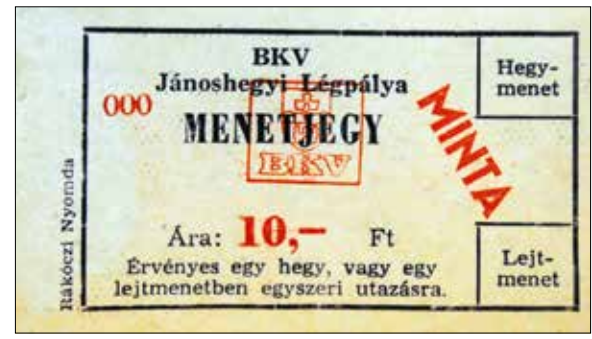 BKV
Jánoshegyi Légpálya
000
MENETJEGY
BKV
MINTA
Hegy-
menet
Ára: 10,– Ft
Érvényes egy hegy, vagy egy
lejtmenetben egyszeri utazásra.
Lejt-
menet
Rákóczi Nyomda